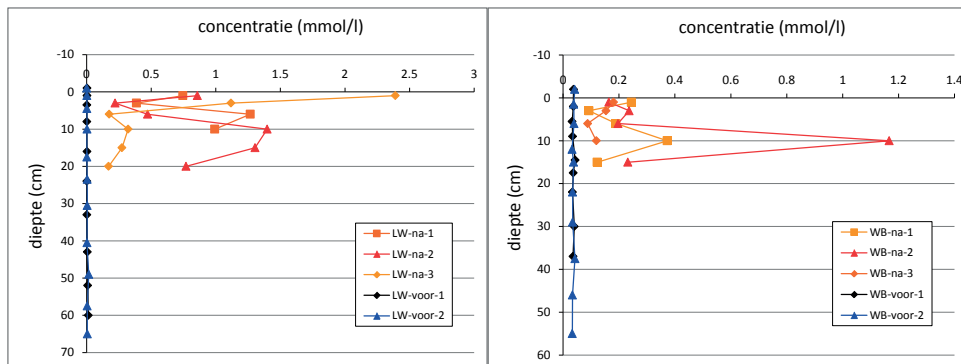 concentratie (mmol/l)
-10
0 0.5 1 1.5 2 2.5 3
0
10
20
30
40
50
60
70
diepte (cm)
LW-na-1
LW-na-2
LW-na-3
LW-voor-1
LW-voor-2
concentratie (mmol/l)
-10
0 0.2 0.4 0.6 0.8 1 1.2 1.4
0
10
20
30
40
50
60
diepte (cm)
WB-na-1
WB-na-2
WB-na-3
WB-voor-1
WB-voor-2